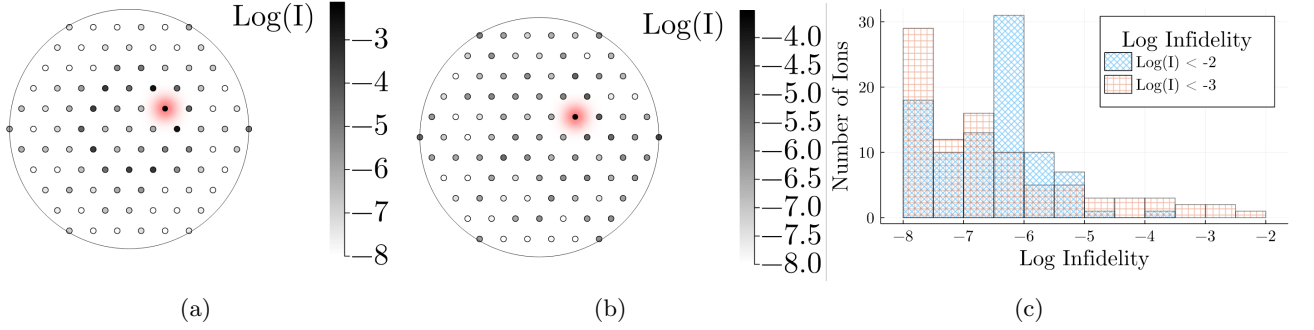 Log(I)
−3
−4
−5
−6
−7
−8
(a)
Log(I)
−4.0
−4.5
−5.0
−5.5
−6.0
−6.5
−7.0
−7.5
−8.0
(b)
Number of Ions
30
20
10
0
Log Infidelity
Log(I) < -2
Log(I) < -3
−8 −7 −6 −5 −4 −3 −2
Log Infidelity
(c)